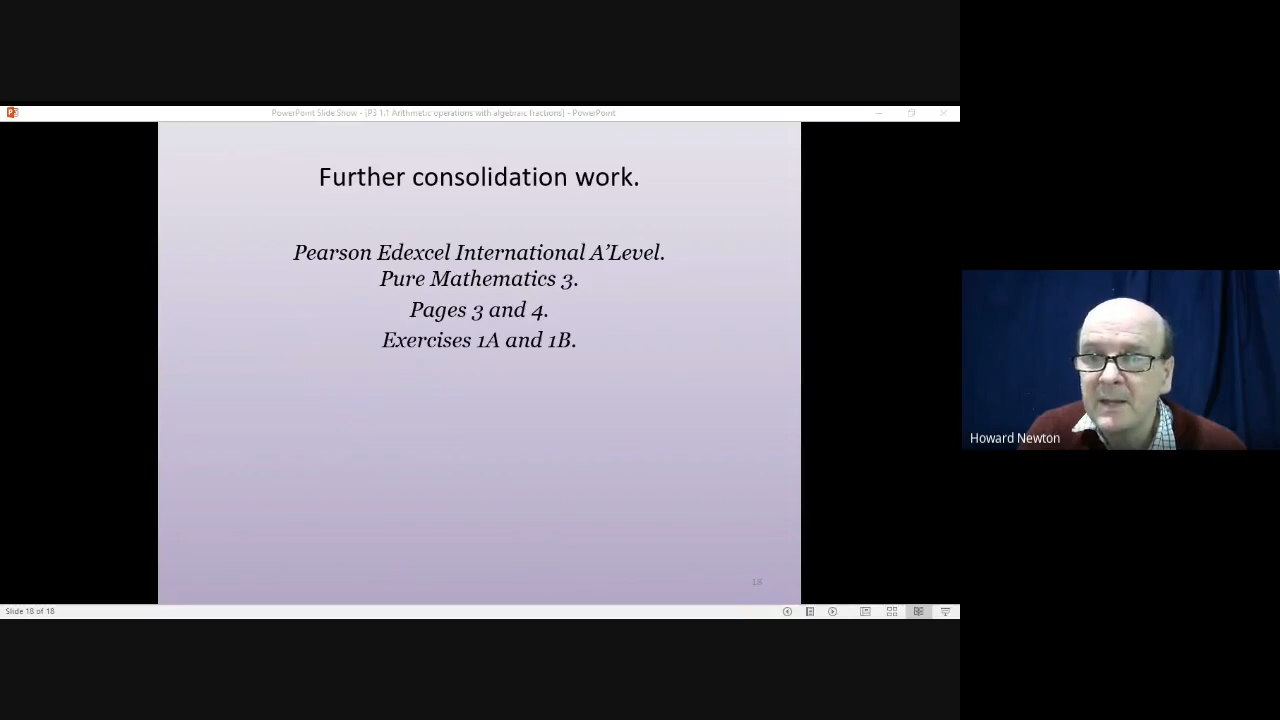 PowerPoint Slide Show - [P3 1.1 Arithmetic operations with algebraic fractions] - PowerPoint
Further consolidation work.
Pearson Edexcel International A’Level.
Pure Mathematics 3.
Pages 3 and 4.
Exercises 1A and 1B.
Howard Newton
18
Slide 18 of 18